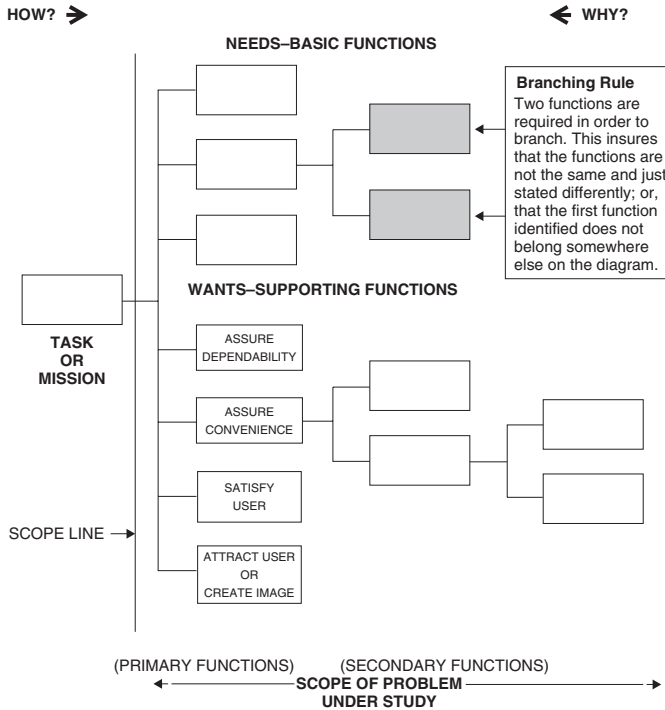 HOW?
WHY?
NEEDS–BASIC FUNCTIONS
Branching Rule
Two functions are
required in order to
branch. This insures
that the functions are
not the same and just
stated differently; or,
that the first function
identified does not
belong somewhere
else on the diagram.
WANTS–SUPPORTING FUNCTIONS
TASK
OR
MISSION
ASSURE
DEPENDABILITY
ASSURE
CONVENIENCE
SATISFY
USER
SCOPE LINE
ATTRACT USER
OR
CREATE IMAGE
(PRIMARY FUNCTIONS)
(SECONDARY FUNCTIONS)
SCOPE OF PROBLEM
UNDER STUDY